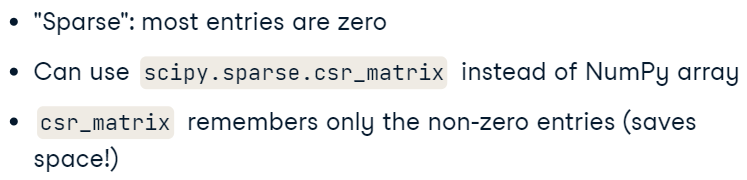 • "Sparse": most entries are zero
• Can use scipy.sparse.csr_matrix instead of NumPy array
• csr_matrix remembers only the non-zero entries (saves
space!)